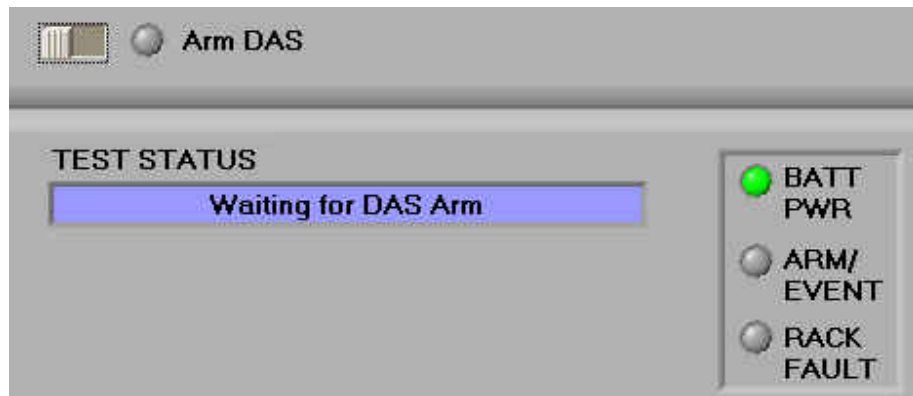 Arm DAS
TEST STATUS
Waiting for DAS Arm
BATT
PWR
ARM/
EVENT
RACK
FAULT